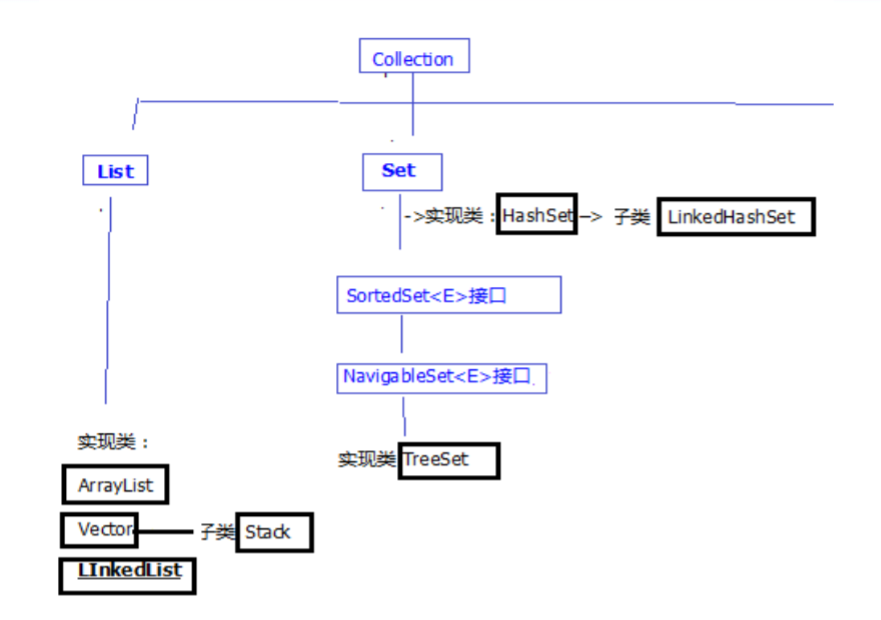 Collection
List
Set
->实现类：HashSet—> 子类 LinkedHashSet
SortedSet<E>接口
NavigableSet<E>接口
实现类：
实现类 TreeSet
ArrayList
Vector 子类 Stack
LInkedList